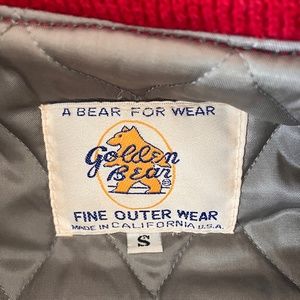 A BEAR FOR WEAR
Golden
Bear
FINE OUTER WEAR
MADE IN CALIFORNIA U.S.A.
S